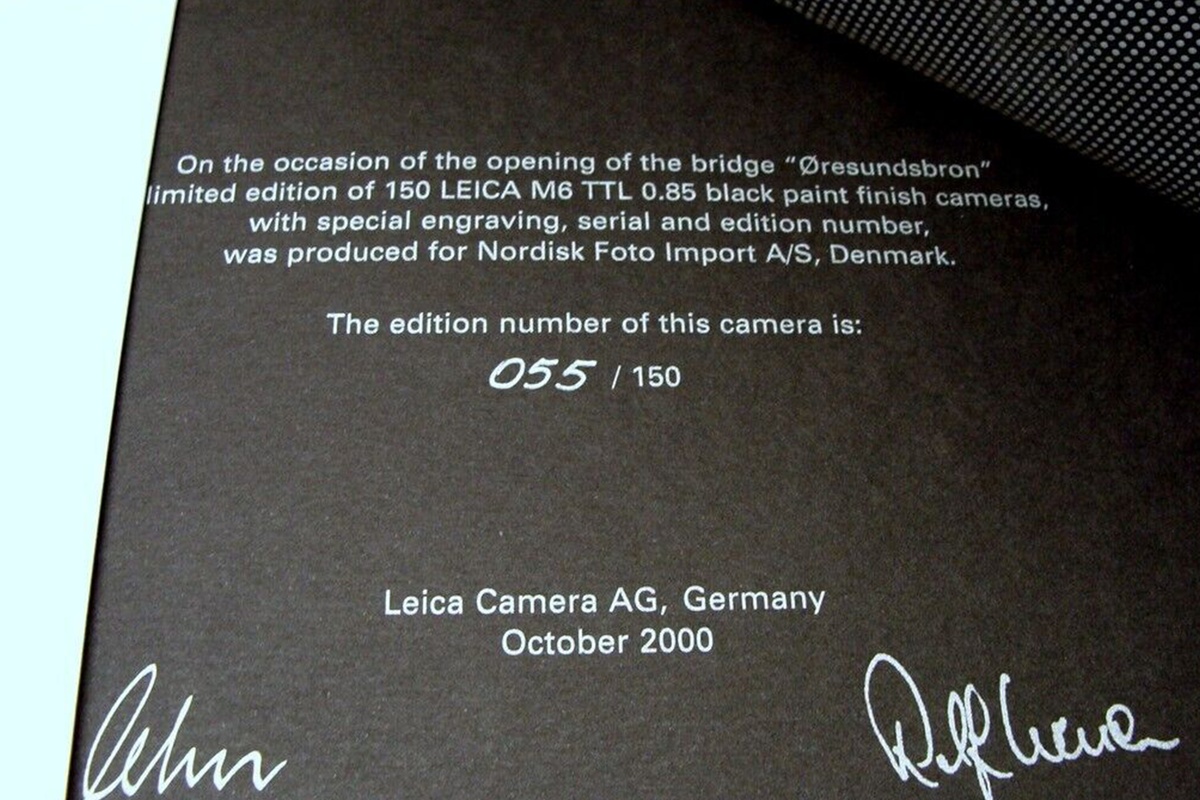 On the occasion of the opening of the bridge “Øresundsbron”
limited edition of 150 LEICA M6 TTL 0.85 black paint finish cameras,
with special engraving, serial and edition number,
was produced for Nordisk Foto Import A/S, Denmark.
The edition number of this camera is:
055 / 150
Leica Camera AG, Germany
October 2000